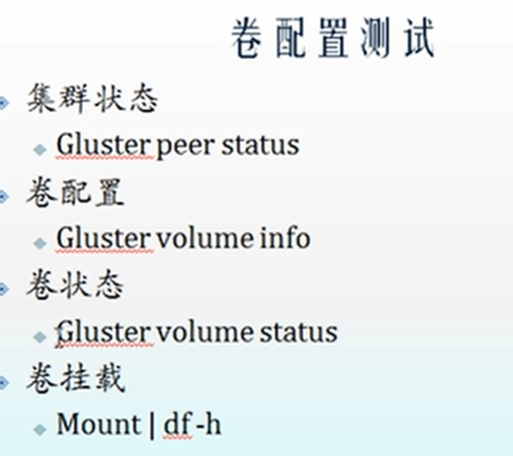 卷配置测试
集群状态
Gluster peer status
卷配置
Gluster volume info
卷状态
Gluster volume status
卷挂载
Mount | df -h